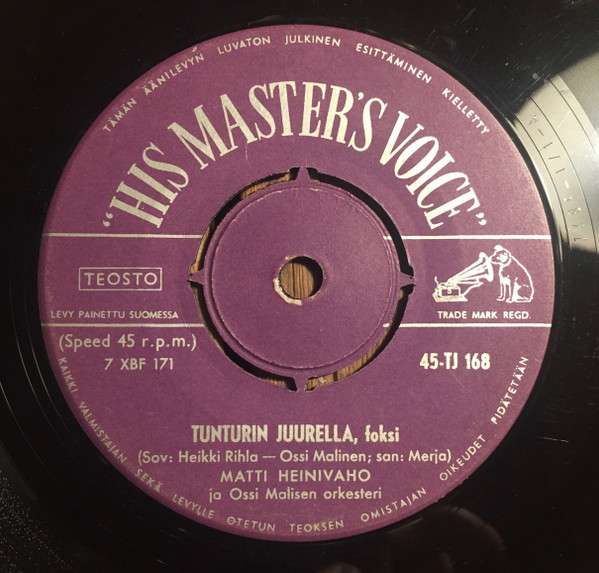 TÄMÄN ÄÄNILEVYN LUVATON JULKINEN ESITTÄMINEN KIELLETTY
"HIS MASTER'S VOICE"
TEOSTO
LEVY PAINETTU SUOMESSA
TRADE MARK REGD.
(Speed 45 r.p.m.)
7 XBF 171
45-TJ 168
TUNTURIN JUURELLA, foksi
(Sov: Heikki Rihla — Ossi Malinen; san: Merja)
MATTI HEINIVAHO
ja Ossi Malisen orkesteri
KAIKKI VALMISTAJAN SEKÄ LEVYLLE OTETUN TEOKSEN OMISTAJAN OIKEUDET PIDÄTETÄÄN